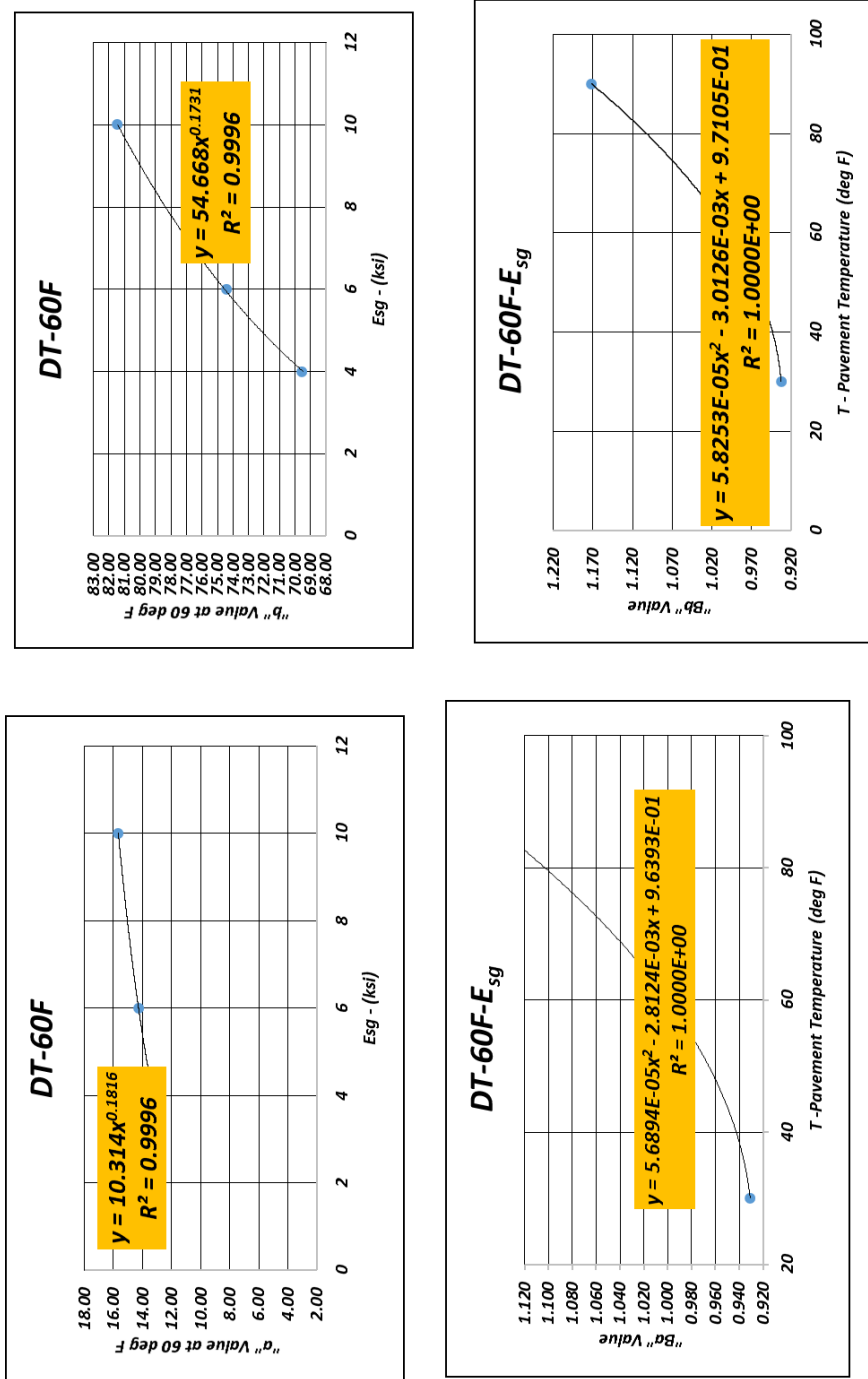 DT-60F
"a" Value at 60 deg F
18.00
16.00
14.00
12.00
10.00
8.00
6.00
4.00
2.00
y = 10.314x^0.1816
R² = 0.9996
0 2 4 6 8 10 12
Esg - (ksi)
DT-60F
"b" Value at 60 deg F
83.00
82.00
81.00
80.00
79.00
78.00
77.00
76.00
75.00
74.00
73.00
72.00
71.00
70.00
69.00
68.00
y = 54.668x^0.1731
R² = 0.9996
0 2 4 6 8 10 12
Esg - (ksi)
DT-60F-E_sg
"Ba" Value
1.120
1.100
1.080
1.060
1.040
1.020
1.000
0.980
0.960
0.940
0.920
y = 5.6894E-05x² - 2.8124E-03x + 9.6393E-01
R² = 1.0000E+00
20 40 60 80 100
T -Pavement Temperature (deg F)
DT-60F-E_sg
"Bb" Value
1.220
1.170
1.120
1.070
1.020
0.970
0.920
y = 5.8253E-05x² - 3.0126E-03x + 9.7105E-01
R² = 1.0000E+00
0 20 40 60 80 100
T - Pavement Temperature (deg F)